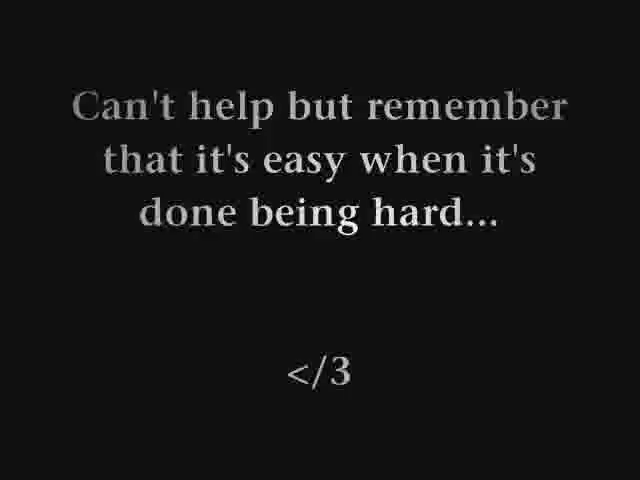 Can't help but remember
that it's easy when it's
done being hard...
</3